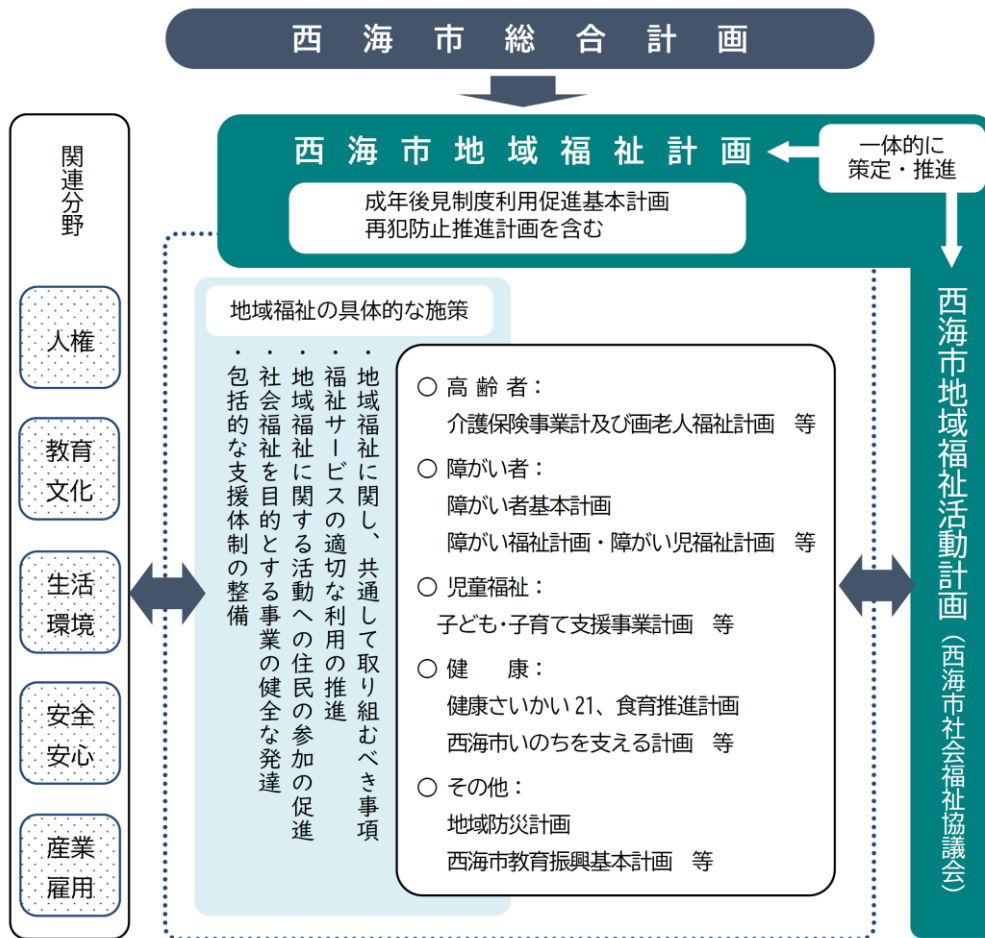 西海市総合計画
西海市地域福祉計画
一体的に
策定・推進
成年後見制度利用促進基本計画
再犯防止推進計画を含む
関連分野
人権
教育
文化
生活
環境
安全
安心
産業
雇用
地域福祉の具体的な施策
・地域福祉に関し、共通して取り組むべき事項
・福祉サービスの適切な利用の推進
・地域福祉に関する活動への住民の参加の促進
・社会福祉を目的とする事業の健全な発達
・包括的な支援体制の整備
○ 高 齢 者：
介護保険事業計及び画老人福祉計画　等
○ 障がい者：
障がい者基本計画
障がい福祉計画・障がい児福祉計画　等
○ 児童福祉：
子ども・子育て支援事業計画　等
○ 健　　康：
健康さいかい 21、食育推進計画
西海市いのちを支える計画　等
○ その他：
地域防災計画
西海市教育振興基本計画　等
西海市地域福祉活動計画（西海市社会福祉協議会）